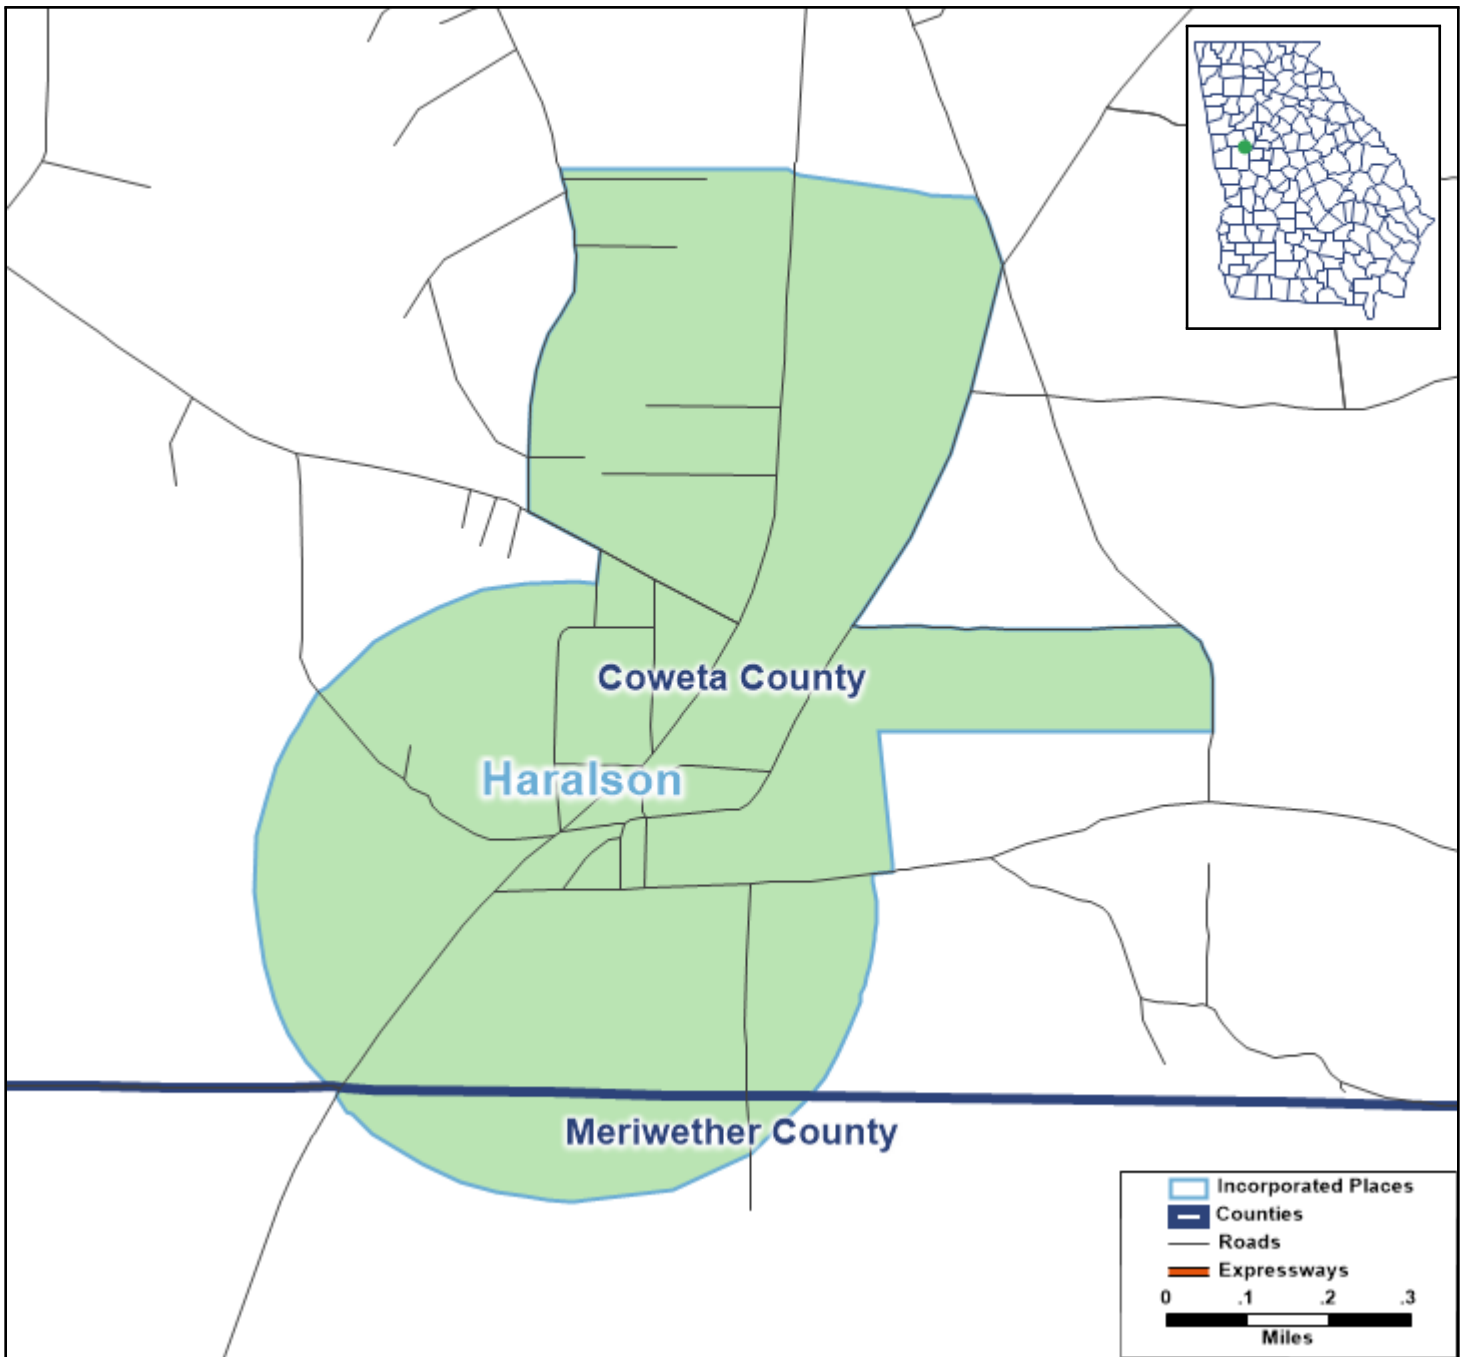 Coweta County
Haralson
Meriwether County
Incorporated Places
Counties
Roads
Expressways
0 .1 .2 .3
Miles